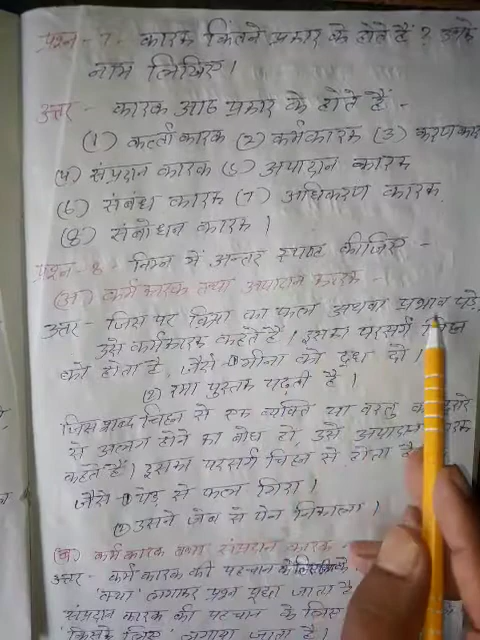 प्रश्न - 7. कारक कितने प्रकार के होते हैं ? उनके
नाम लिखिए।
उत्तर - कारक आठ प्रकार के होते हैं -
(1) कर्ता कारक (2) कर्मकारक (3) करण कारक
(4) संप्रदान कारक (5) अपादान कारक
(6) संबंध कारक (7) अधिकरण कारक
(8) संबोधन कारक।
प्रश्न - 8 - निम्न में अन्तर स्पष्ट कीजिए -
(अ) कर्म कारक तथा अपादान कारक -
उत्तर - जिस पर क्रिया का फल अथवा प्रभाव पड़े,
उसे कर्मकारक कहते हैं। इसका परसर्ग चिह्न
को होता है, जैसे (1) मीना को दूध दो।
(2) रमा पुस्तक पढ़ती है।
जिस शब्द चिह्न से एक व्यक्ति या वस्तु दूसरे
से अलग होने का बोध हो, उसे अपादान कारक
कहते हैं। इसका परसर्ग चिह्न से होता है
जैसे (1) पेड़ से फल गिरा।
(2) उसने जेब से पेन निकाला।
(ब) कर्म कारक तथा संप्रदान कारक -
उत्तर - कर्म कारक की पहचान के लिए
'क्या' लगाकर प्रश्न पूछा जाता है
संप्रदान कारक की पहचान के लिए
'किसके लिए' लगाया जाता है।